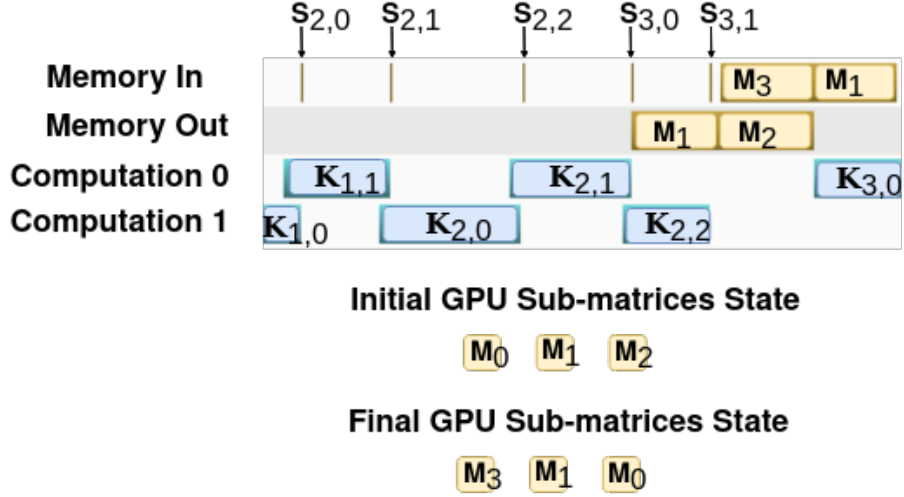 S2,0 S2,1 S2,2 S3,0 S3,1
Memory In M3 M1
Memory Out M1 M2
Computation 0 K1,1 K2,1 K3,0
Computation 1 K1,0 K2,0 K2,2
Initial GPU Sub-matrices State
M0 M1 M2
Final GPU Sub-matrices State
M3 M1 M0